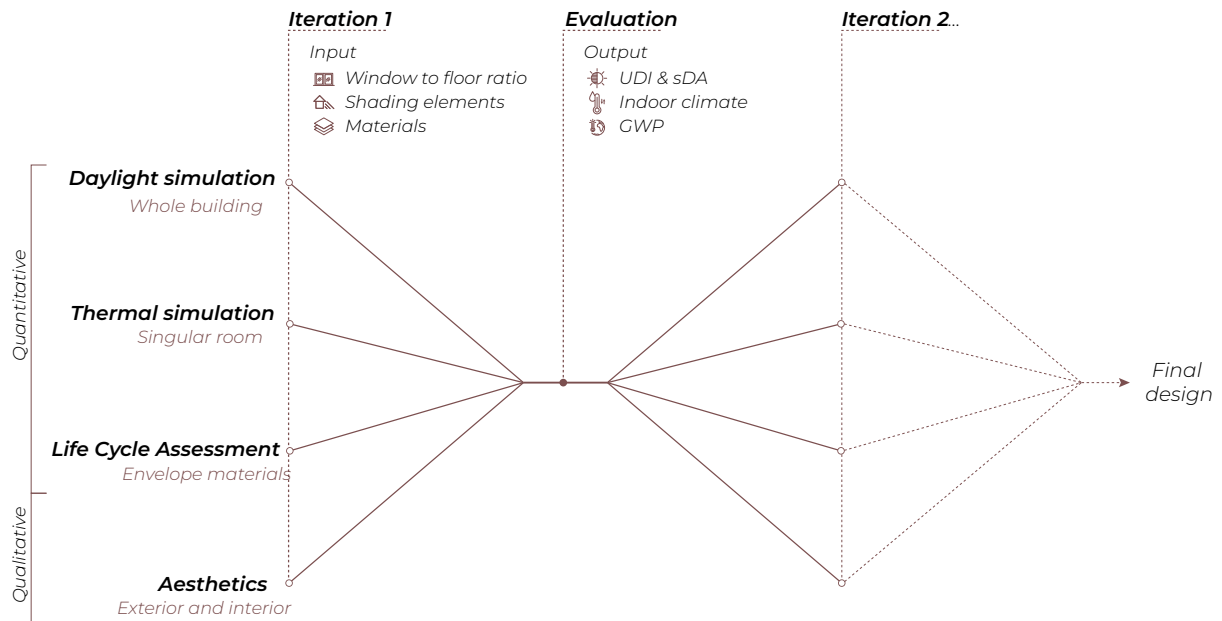 Iteration 1
Input
Window to floor ratio
Shading elements
Materials
Evaluation
Output
UDI & sDA
Indoor climate
GWP
Iteration 2...
Quantitative
Daylight simulation
Whole building
Thermal simulation
Singular room
Life Cycle Assessment
Envelope materials
Qualitative
Aesthetics
Exterior and interior
Final
design